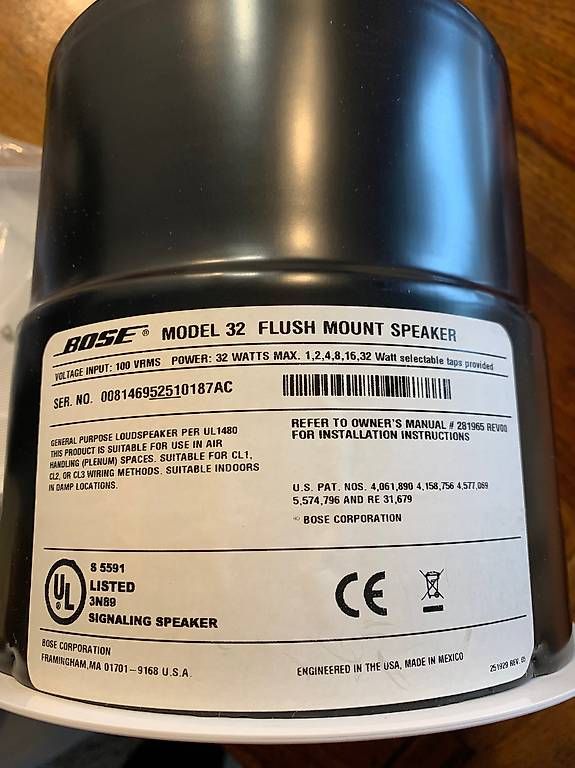 BOSE® MODEL 32 FLUSH MOUNT SPEAKER
VOLTAGE INPUT: 100 VRMS POWER: 32 WATTS MAX. 1,2,4,8,16,32 Watt selectable taps provided
SER. NO. 008146952510187AC
GENERAL PURPOSE LOUDSPEAKER PER UL1480
THIS PRODUCT IS SUITABLE FOR USE IN AIR
HANDLING (PLENUM) SPACES. SUITABLE FOR CL1,
CL2, OR CL3 WIRING METHODS. SUITABLE INDOORS
IN DAMP LOCATIONS.
REFER TO OWNER'S MANUAL # 281965 REV00
FOR INSTALLATION INSTRUCTIONS
U.S. PAT. NOS. 4,061,890 4,158,756 4,577,069
5,574,796 AND RE 31,679
BOSE CORPORATION
UL ®
S 5591
LISTED
3N89
SIGNALING SPEAKER
CE
BOSE CORPORATION
FRAMINGHAM,MA 01701-9168 U.S.A.
ENGINEERED IN THE USA, MADE IN MEXICO
251929 REV. 05